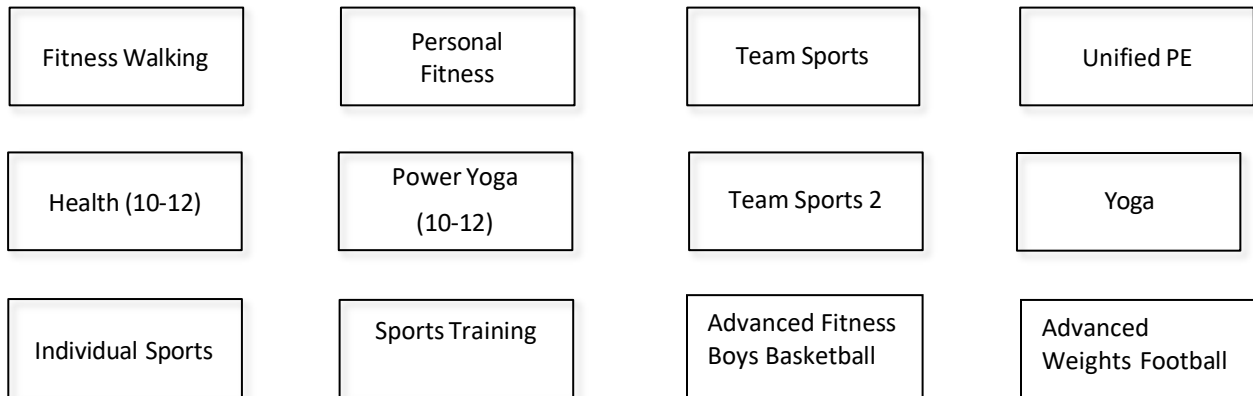 Fitness Walking
Personal
Fitness
Team Sports
Unified PE
Health (10-12)
Power Yoga
(10-12)
Team Sports 2
Yoga
Individual Sports
Sports Training
Advanced Fitness
Boys Basketball
Advanced
Weights Football